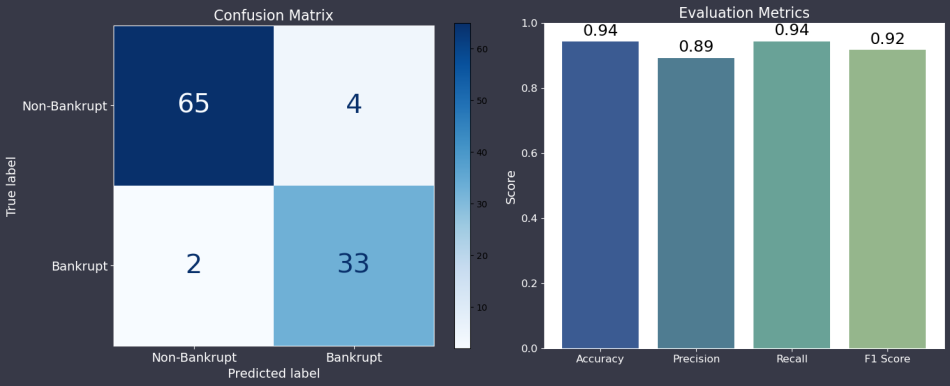 Confusion Matrix
True label
Non-Bankrupt
Bankrupt
65
4
2
33
Non-Bankrupt
Bankrupt
Predicted label
60
50
40
30
20
10
Evaluation Metrics
Score
1.0
0.8
0.6
0.4
0.2
0.0
0.94
0.89
0.94
0.92
Accuracy
Precision
Recall
F1 Score